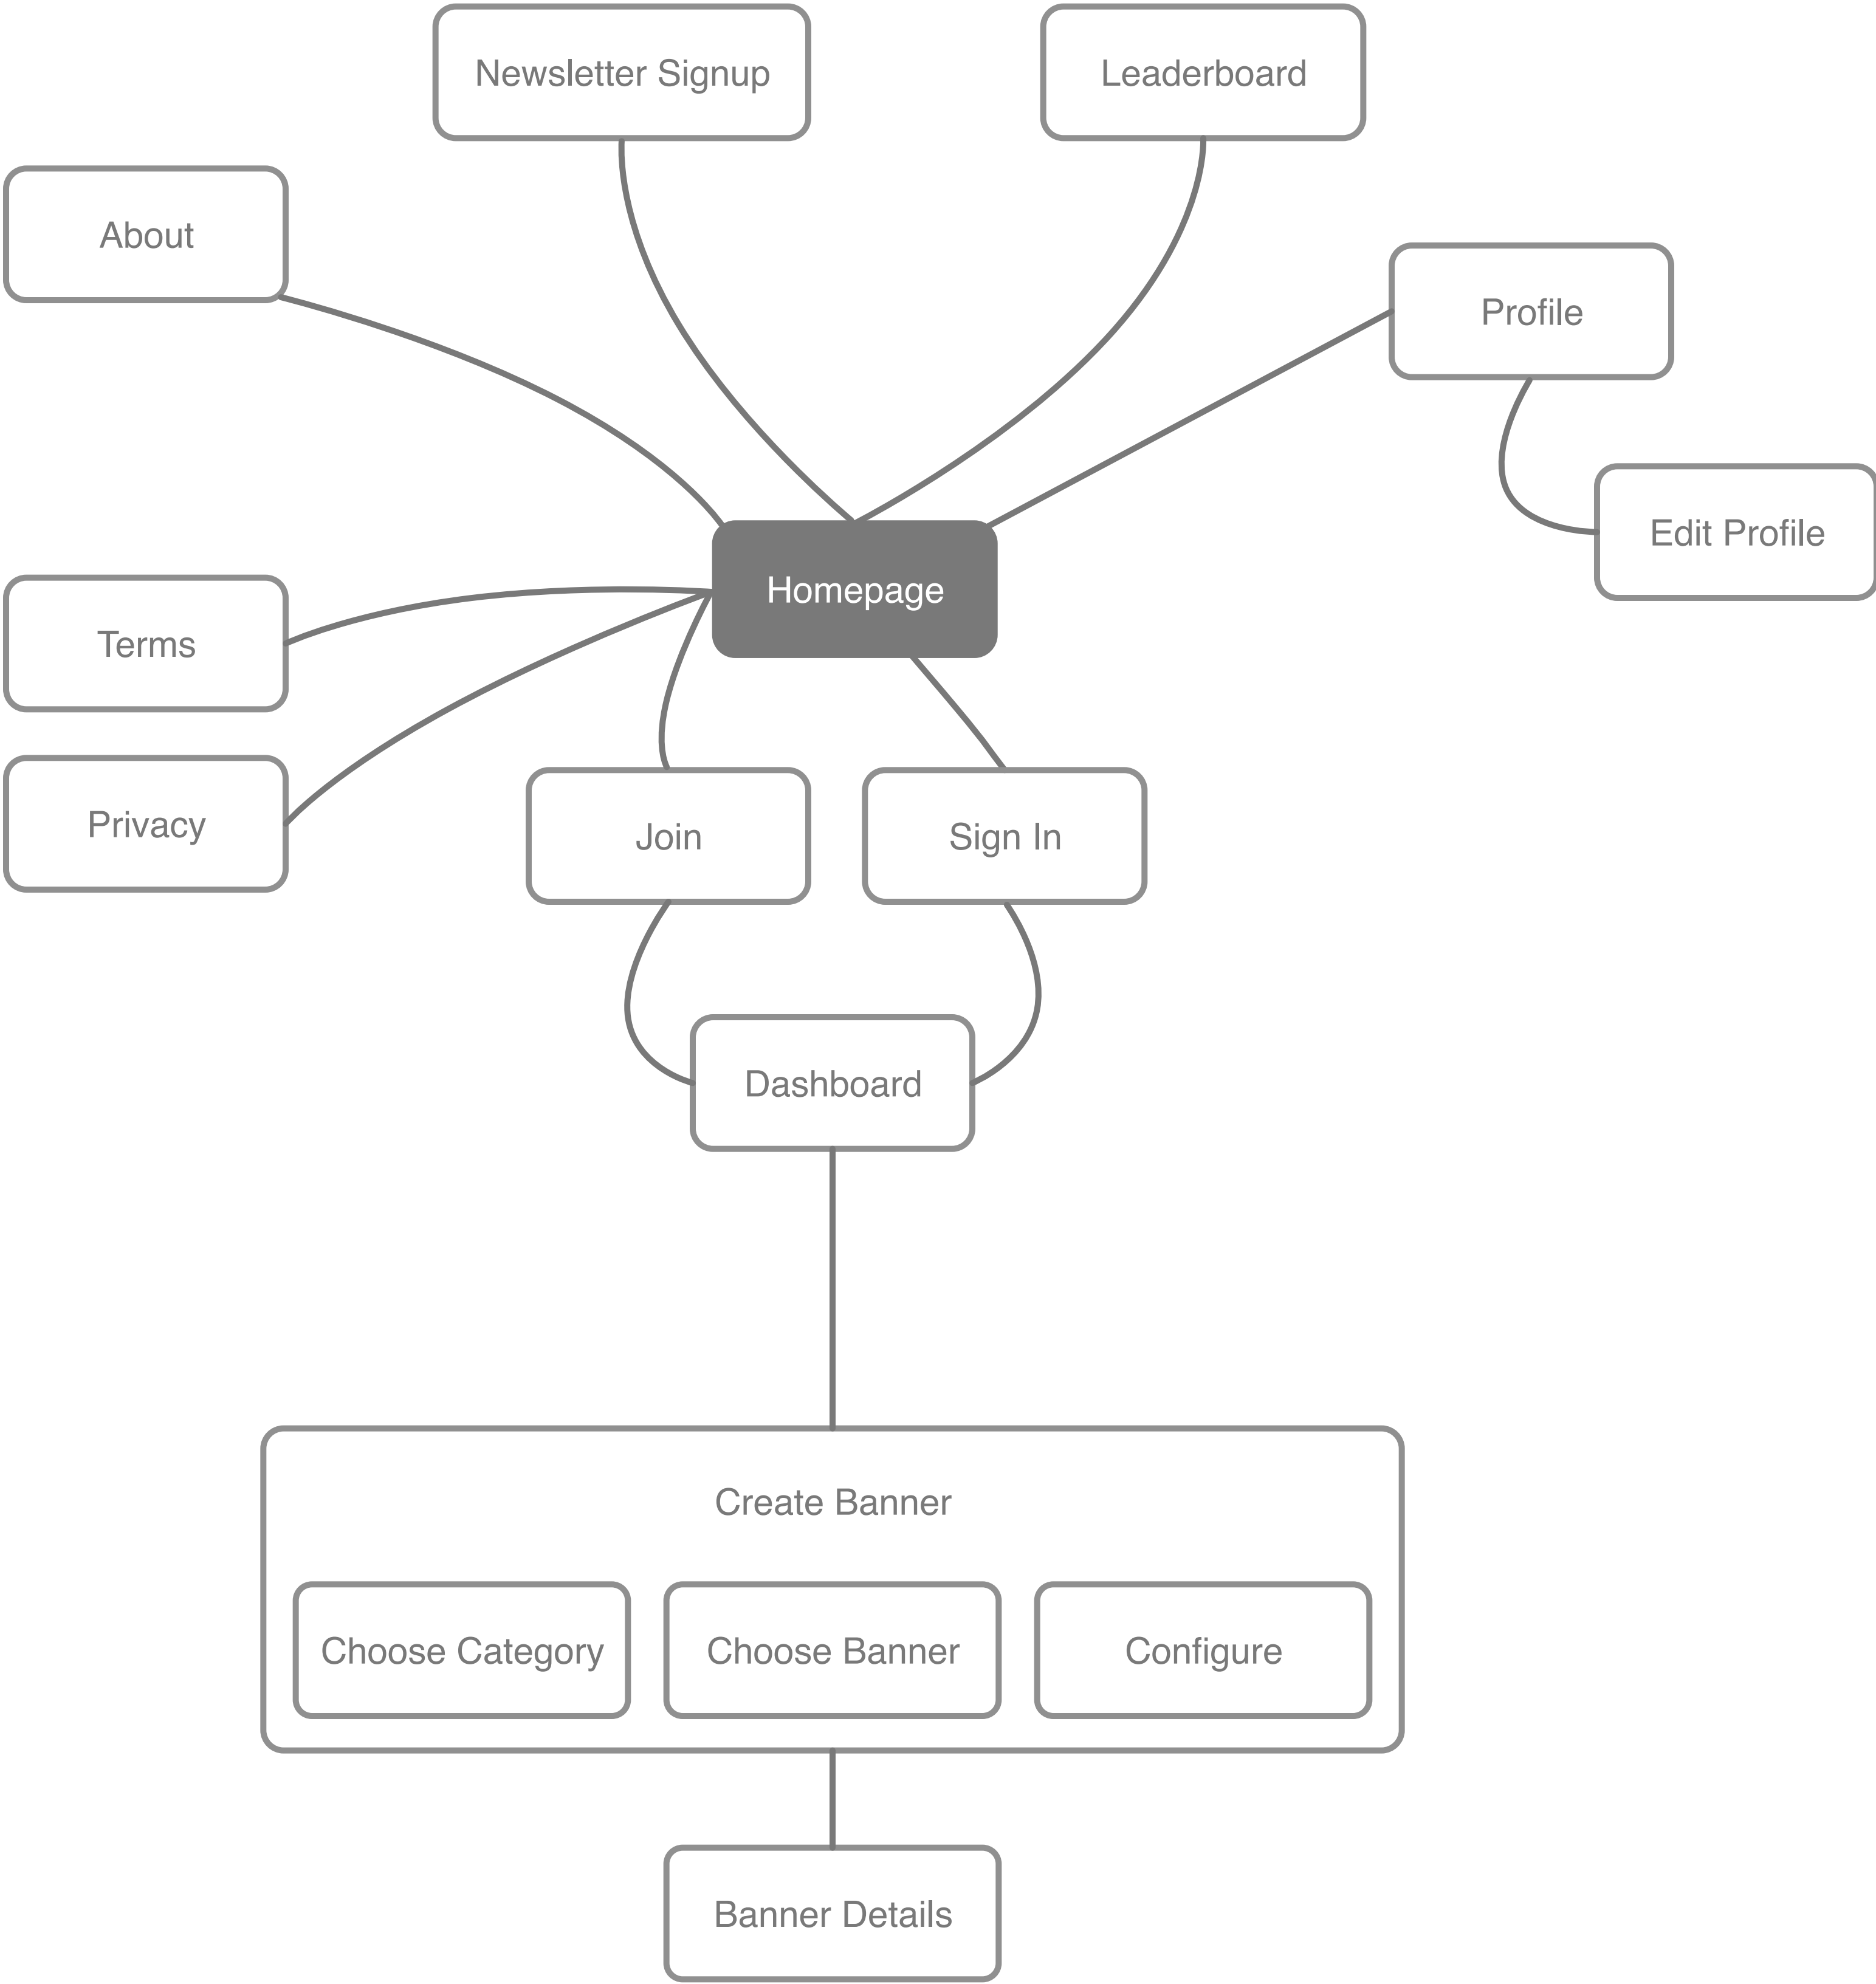 Newsletter Signup
Leaderboard
About
Profile
Edit Profile
Homepage
Terms
Privacy
Join
Sign In
Dashboard
Create Banner
Choose Category
Choose Banner
Configure
Banner Details